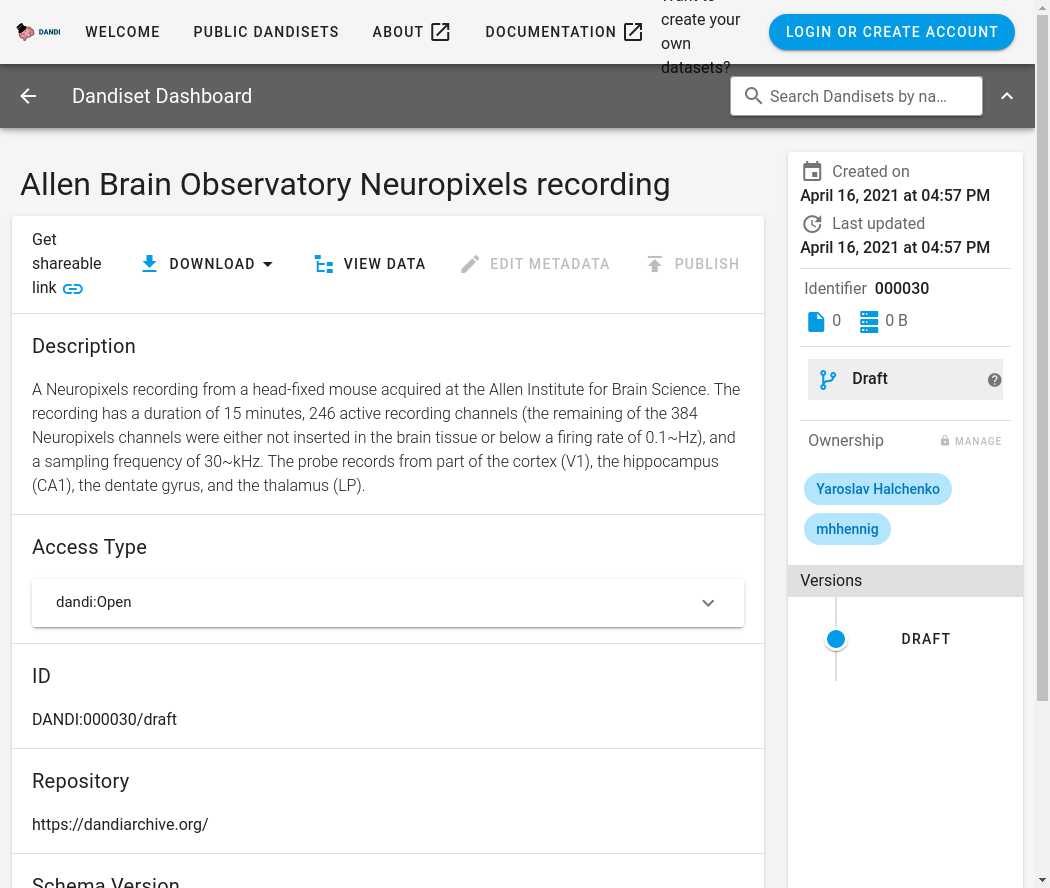 DANDI
WELCOME
PUBLIC DANDISETS
ABOUT
DOCUMENTATION
Want to
create your
own
datasets?
LOGIN OR CREATE ACCOUNT
Dandiset Dashboard
Search Dandisets by na…
Allen Brain Observatory Neuropixels recording
Get
shareable
link
DOWNLOAD
VIEW DATA
EDIT METADATA
PUBLISH
Description
A Neuropixels recording from a head-fixed mouse acquired at the Allen Institute for Brain Science. The
recording has a duration of 15 minutes, 246 active recording channels (the remaining of the 384
Neuropixels channels were either not inserted in the brain tissue or below a firing rate of 0.1~Hz), and
a sampling frequency of 30~kHz. The probe records from part of the cortex (V1), the hippocampus
(CA1), the dentate gyrus, and the thalamus (LP).
Access Type
dandi:Open
ID
DANDI:000030/draft
Repository
https://dandiarchive.org/
Schema Version
Created on
April 16, 2021 at 04:57 PM
Last updated
April 16, 2021 at 04:57 PM
Identifier 000030
0 0 B
Draft
Ownership
MANAGE
Yaroslav Halchenko
mhhennig
Versions
DRAFT